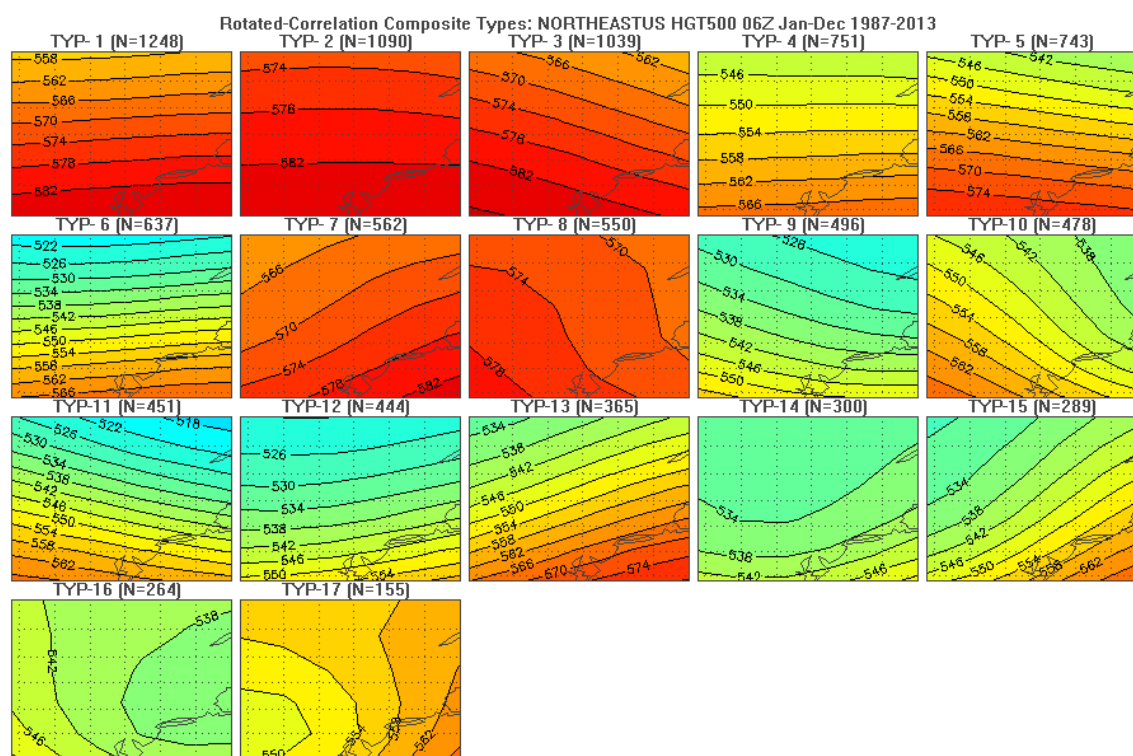 Rotated-Correlation Composite Types: NORTHEASTUS HGT500 06Z Jan-Dec 1987-2013
TYP- 1 (N=1248) TYP- 2 (N=1090) TYP- 3 (N=1039) TYP- 4 (N=751) TYP- 5 (N=743)
558 562 566 570 574 578 582
574 578 582
562 566 570 574 578 582
546 550 554 558 562 566
542 546 550 554 558 562 566 570 574
TYP- 6 (N=637) TYP- 7 (N=562) TYP- 8 (N=550) TYP- 9 (N=496) TYP-10 (N=478)
522 526 530 534 538 542 546 550 554 558 562 566
566 570 574 578 582
570 574 578
526 530 534 538 542 546 550
538 542 546 550 554 558 562
TYP-11 (N=451) TYP-12 (N=444) TYP-13 (N=365) TYP-14 (N=300) TYP-15 (N=289)
518 522 526 530 534 538 542 546 550 554 558 562
526 530 534 538 542 546 550 554
534 538 542 546 550 554 558 562 566 570 574
534 538 542 546
534 538 542 546 550 554 558 562
TYP-16 (N=264) TYP-17 (N=155)
538 542 546
550 554 558 562